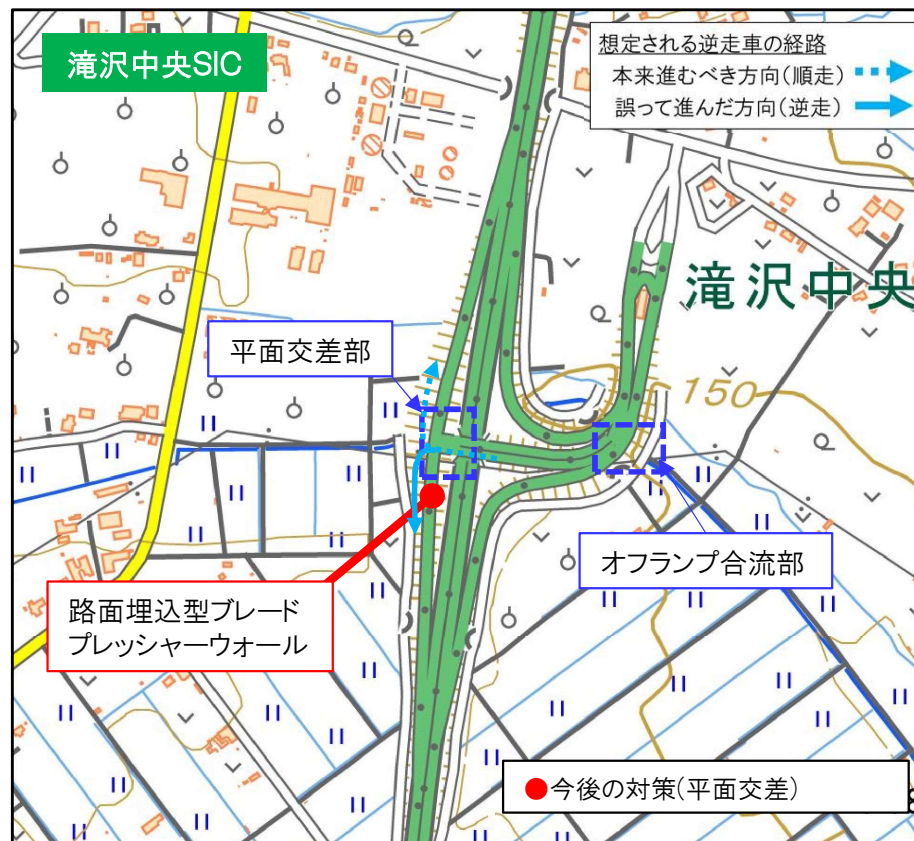 滝沢中央SIC
想定される逆走車の経路
本来進むべき方向(順走)
誤って進んだ方向(逆走)
滝沢中央
平面交差部
150
オフランプ合流部
路面埋込型ブレード
プレッシャーウォール
●今後の対策(平面交差)